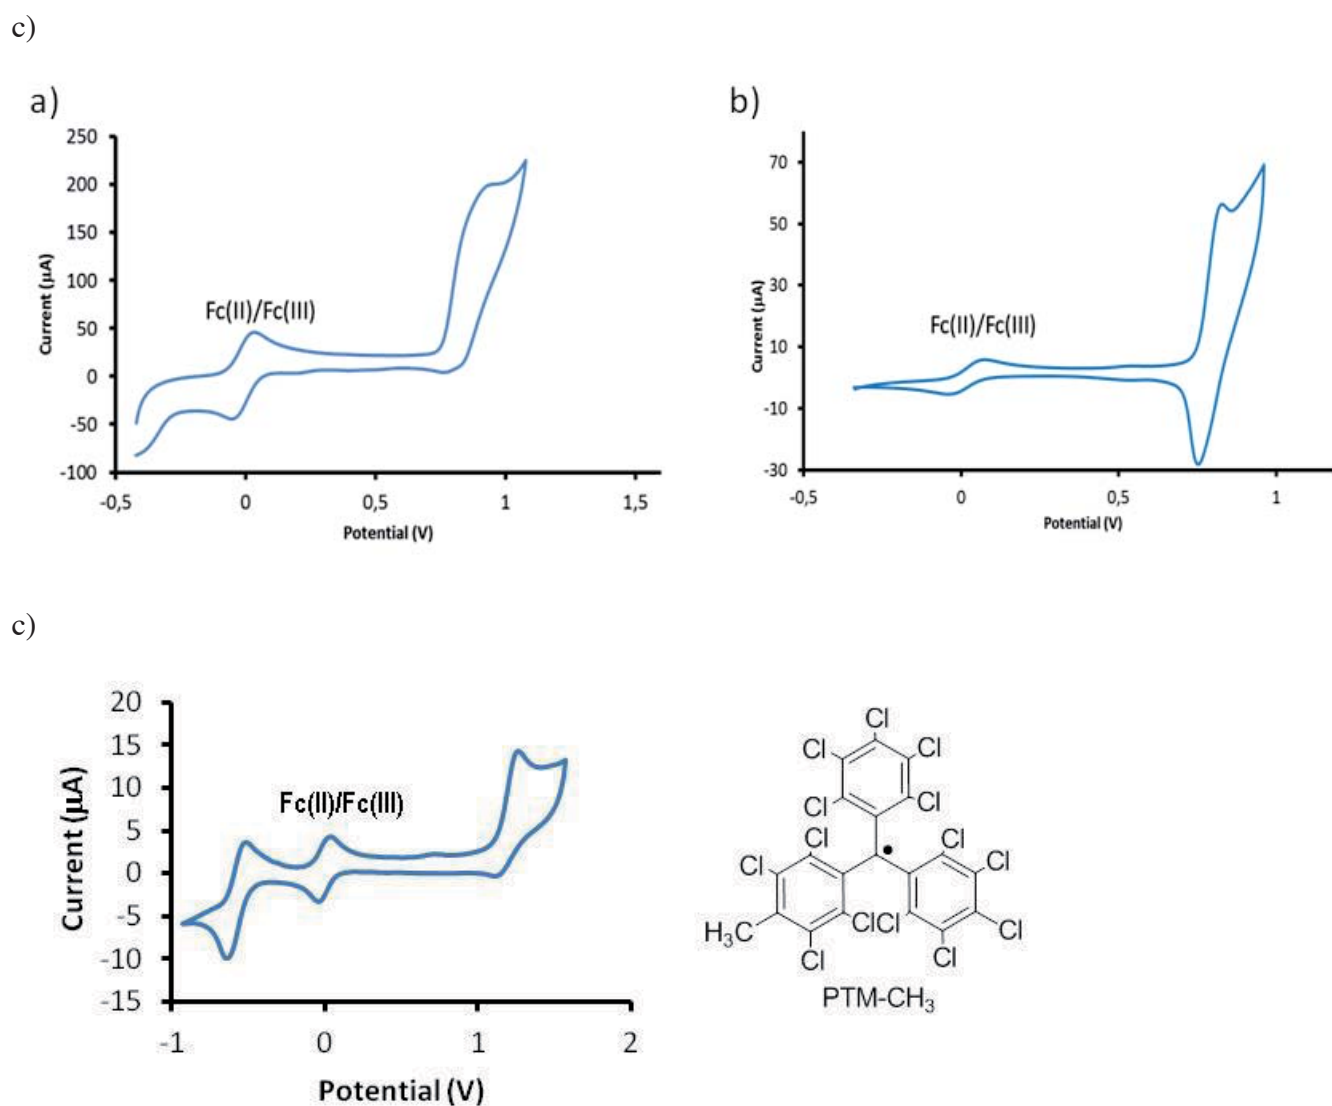 c)
a)
250
200
150
100
50
0
-50
-100
Current (µA)
Fc(II)/Fc(III)
-0,5
0
0,5
1
1,5
Potential (V)
b)
70
50
30
10
-10
-30
Current (µA)
Fc(II)/Fc(III)
-0,5
0
0,5
1
Potential (V)
c)
20
15
10
5
0
-5
-10
-15
Current (µA)
Fc(II)/Fc(III)
-1
0
1
2
Potential (V)
Cl
Cl
Cl
Cl
Cl
Cl
Cl
Cl
Cl
ClCl
Cl
Cl
Cl
H₃C
PTM-CH₃